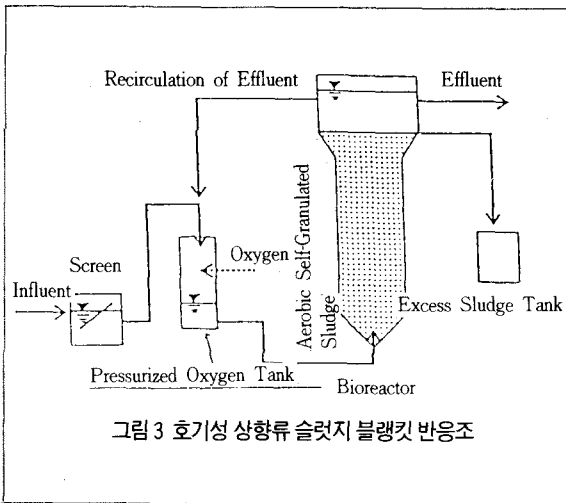 Recirculation of Effluent
Effluent
Oxygen
Screen
Influent
Aerobic Self-Granulated
Sludge
Excess Sludge Tank
Pressurized Oxygen Tank
Bioreactor
그림 3 호기성 상향류 슬럿지 블랭킷 반응조